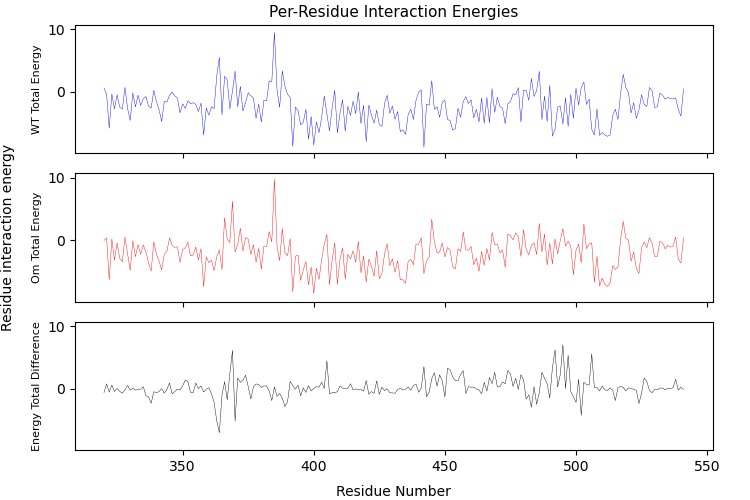 Per-Residue Interaction Energies
Residue interaction energy
WT Total Energy
10
0
Om Total Energy
10
0
Energy Total Difference
10
0
350
400
450
500
550
Residue Number